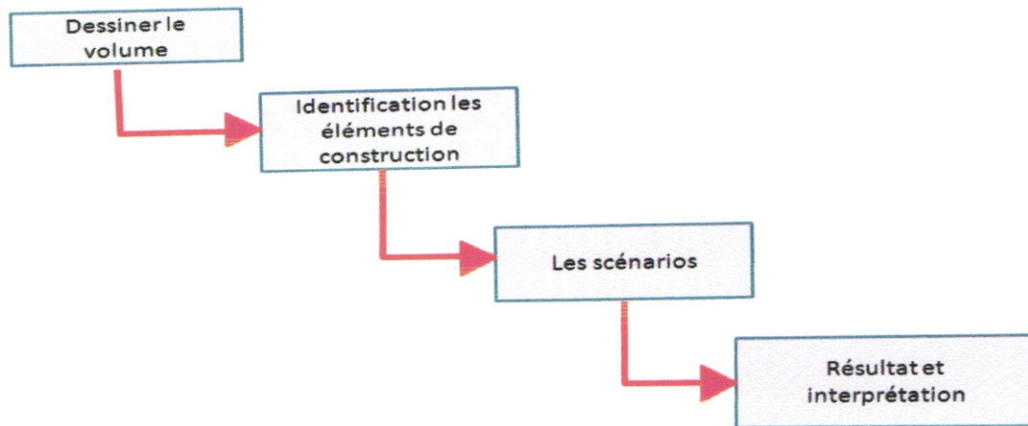 Dessiner le
volume
Identification les
éléments de
construction
Les scénarios
Résultat et
interprétation